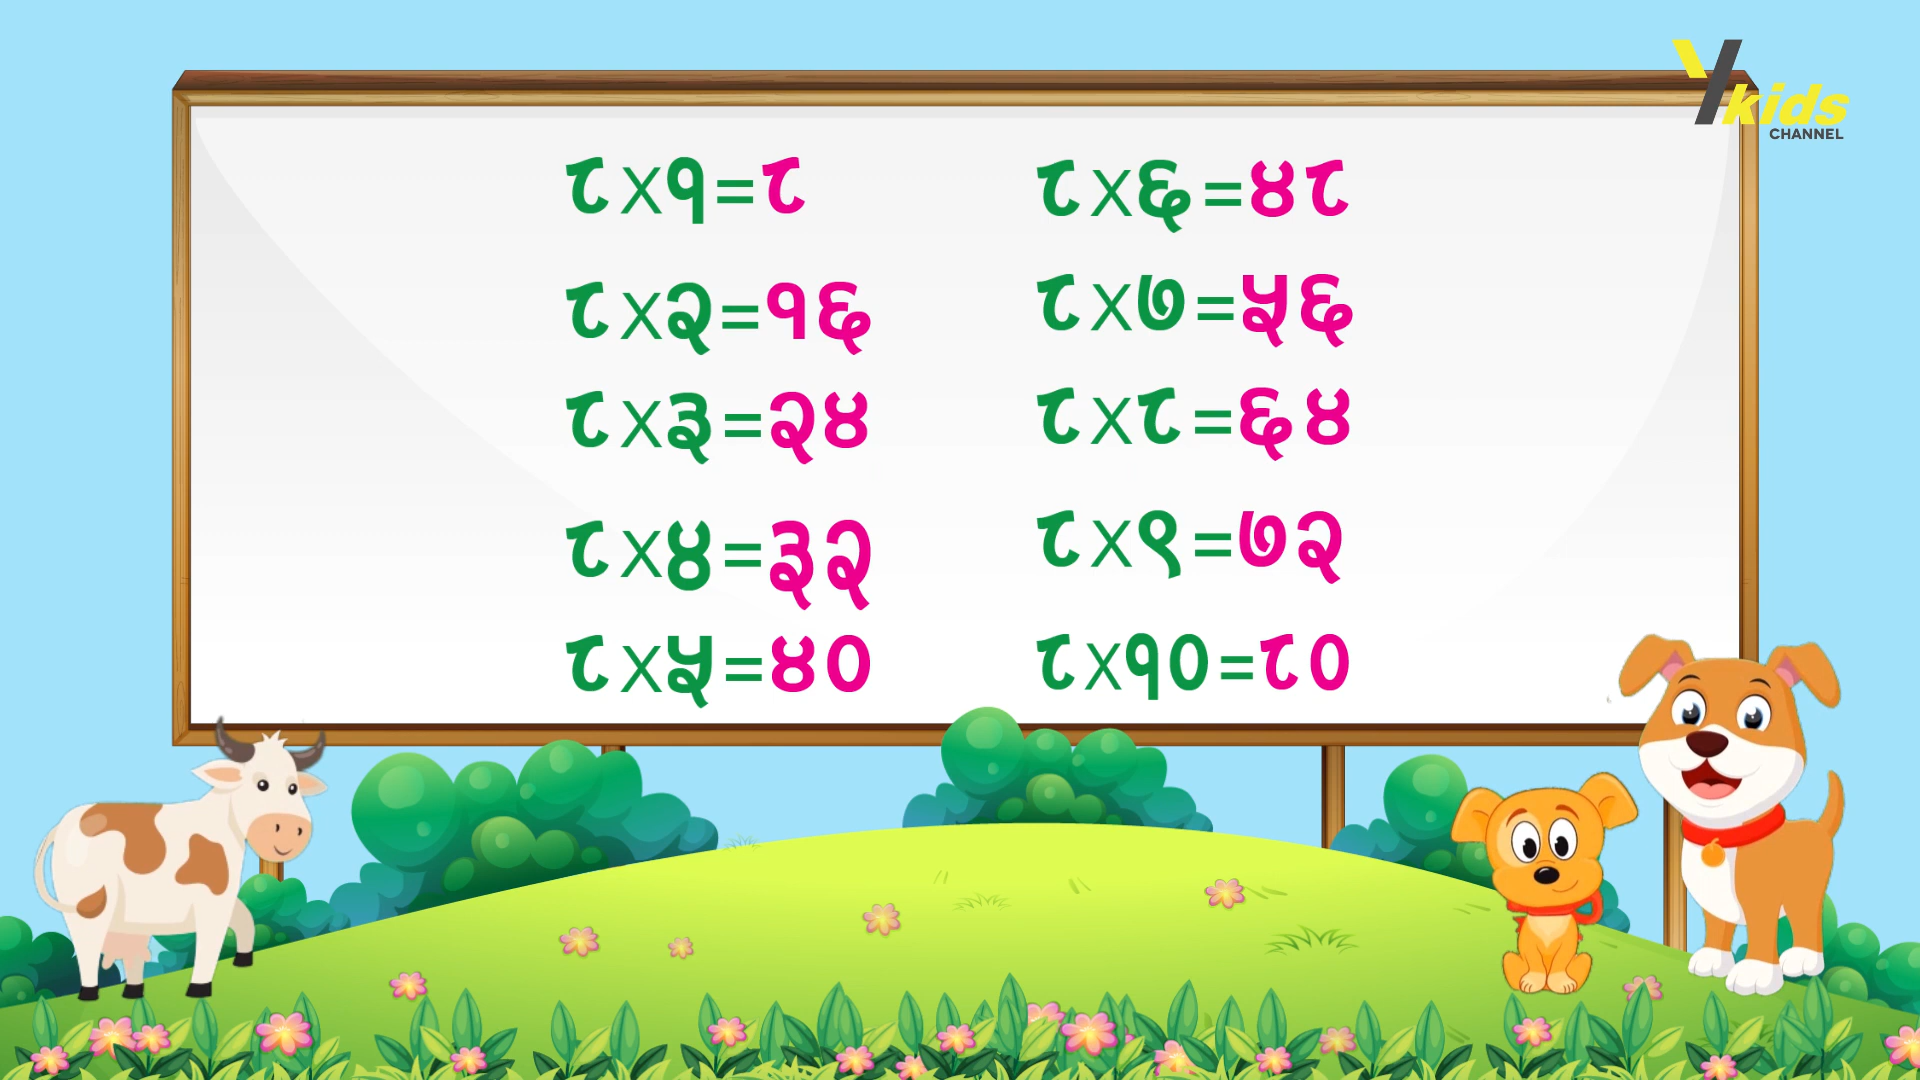 ८x१=८
८x२=१६
८x३=२४
८x४=३२
८x५=४०
८x६=४८
८x७=५६
८x८=६४
८x९=७२
८x१०=८०
Y kids
CHANNEL